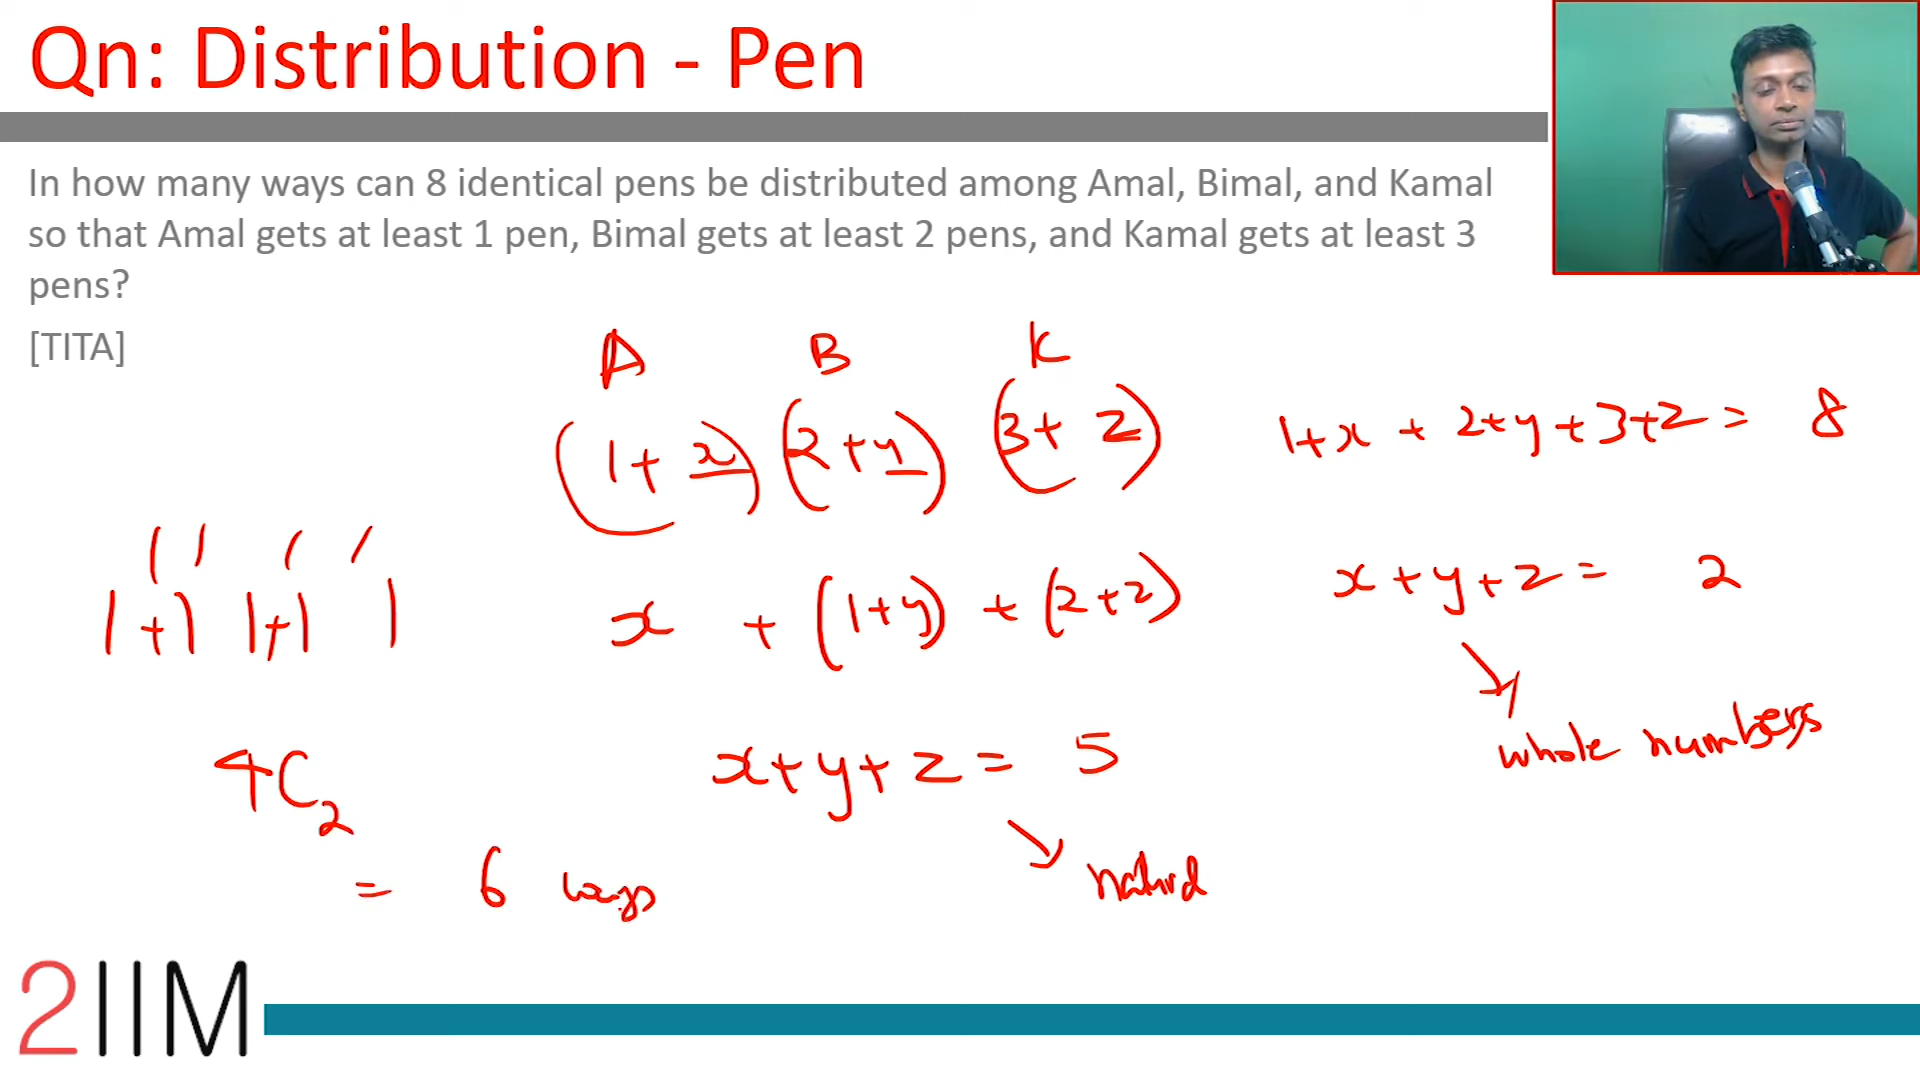 Qn: Distribution - Pen
In how many ways can 8 identical pens be distributed among Amal, Bimal, and Kamal
so that Amal gets at least 1 pen, Bimal gets at least 2 pens, and Kamal gets at least 3
pens?
[TITA]
A B K
(1+x) (2+y) (3+z) 1+x + 2+y+3+z = 8
1+1 1+1 1 x + (1+y) + (2+z) x+y+z = 2
whole numbers
4C₂ x+y+z = 5
= 6 ways natural
2IIM